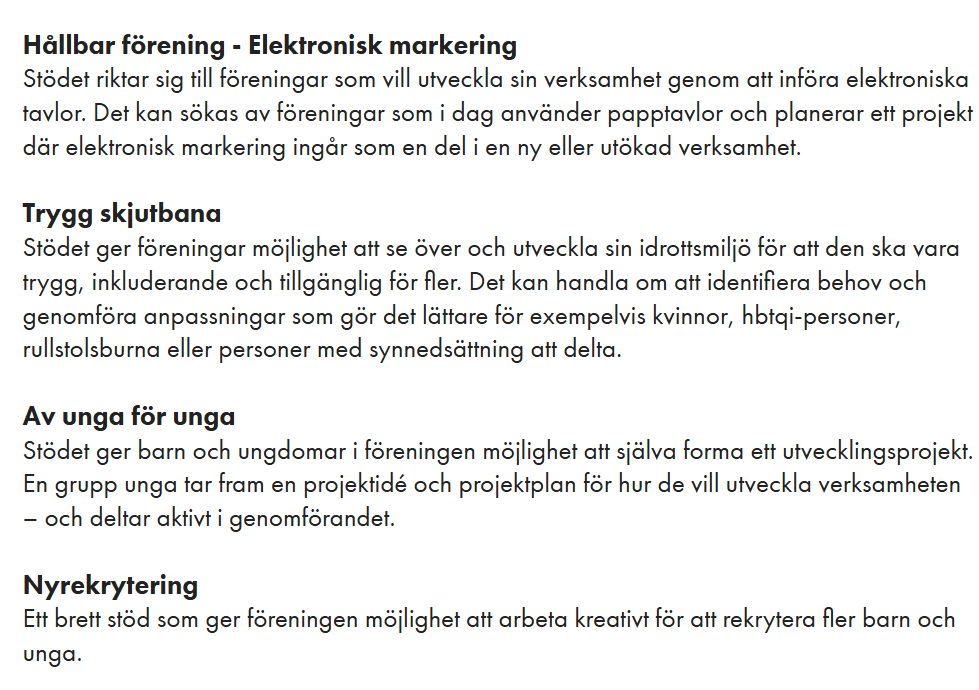 Hållbar förening - Elektronisk markering
Stödet riktar sig till föreningar som vill utveckla sin verksamhet genom att införa elektroniska
tavlor. Det kan sökas av föreningar som i dag använder papptavlor och planerar ett projekt
där elektronisk markering ingår som en del i en ny eller utökad verksamhet.
Trygg skjutbana
Stödet ger föreningar möjlighet att se över och utveckla sin idrottsmiljö för att den ska vara
trygg, inkluderande och tillgänglig för fler. Det kan handla om att identifiera behov och
genomföra anpassningar som gör det lättare för exempelvis kvinnor, hbtqi-personer,
rullstolsburna eller personer med synnedsättning att delta.
Av unga för unga
Stödet ger barn och ungdomar i föreningen möjlighet att själva forma ett utvecklingsprojekt.
En grupp unga tar fram en projektidé och projektplan för hur de vill utveckla verksamheten
– och deltar aktivt i genomförandet.
Nyrekrytering
Ett brett stöd som ger föreningen möjlighet att arbeta kreativt för att rekrytera fler barn och
unga.